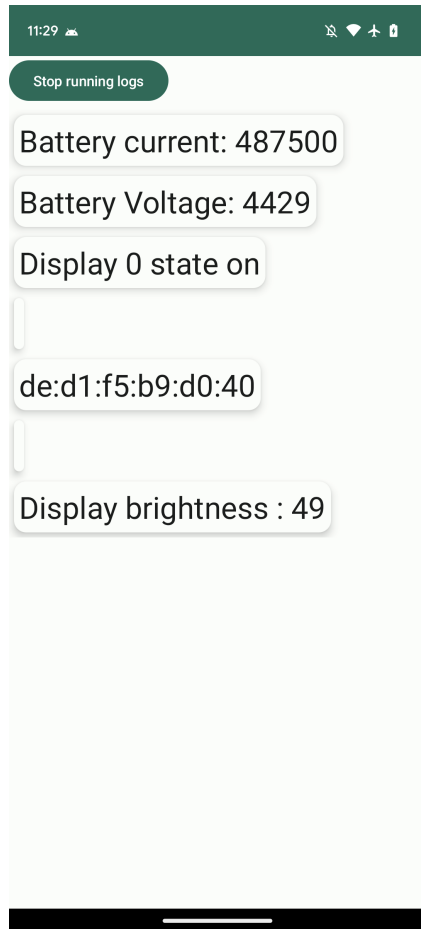 11:29
Stop running logs
Battery current: 487500
Battery Voltage: 4429
Display 0 state on
de:d1:f5:b9:d0:40
Display brightness : 49